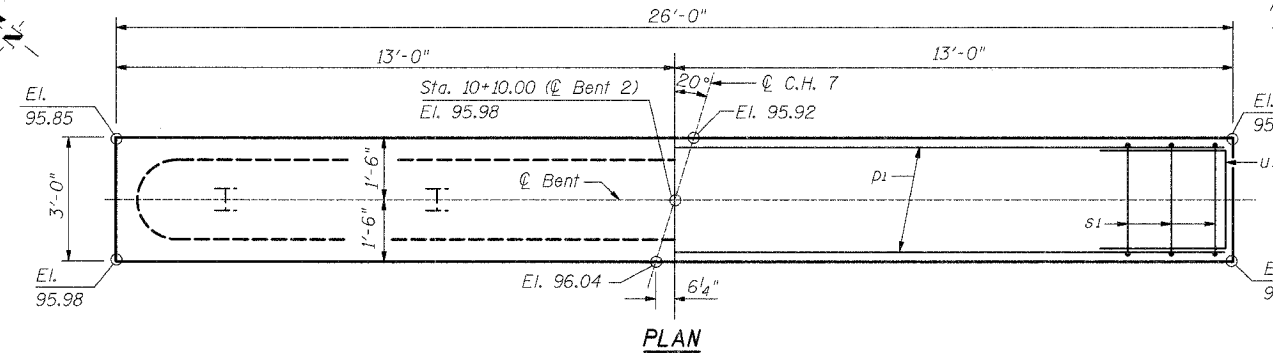 N
26'-0"
13'-0"
13'-0"
Sta. 10+10.00 (℄ Bent 2)
El. 95.98
20°
℄ C.H. 7
El. 95.92
El.
95.85
El.
3'-0"
1'-6"
1'-6"
℄ Bent
p1
s1
El. 96.04
6¼"
El.
95.98
PLAN